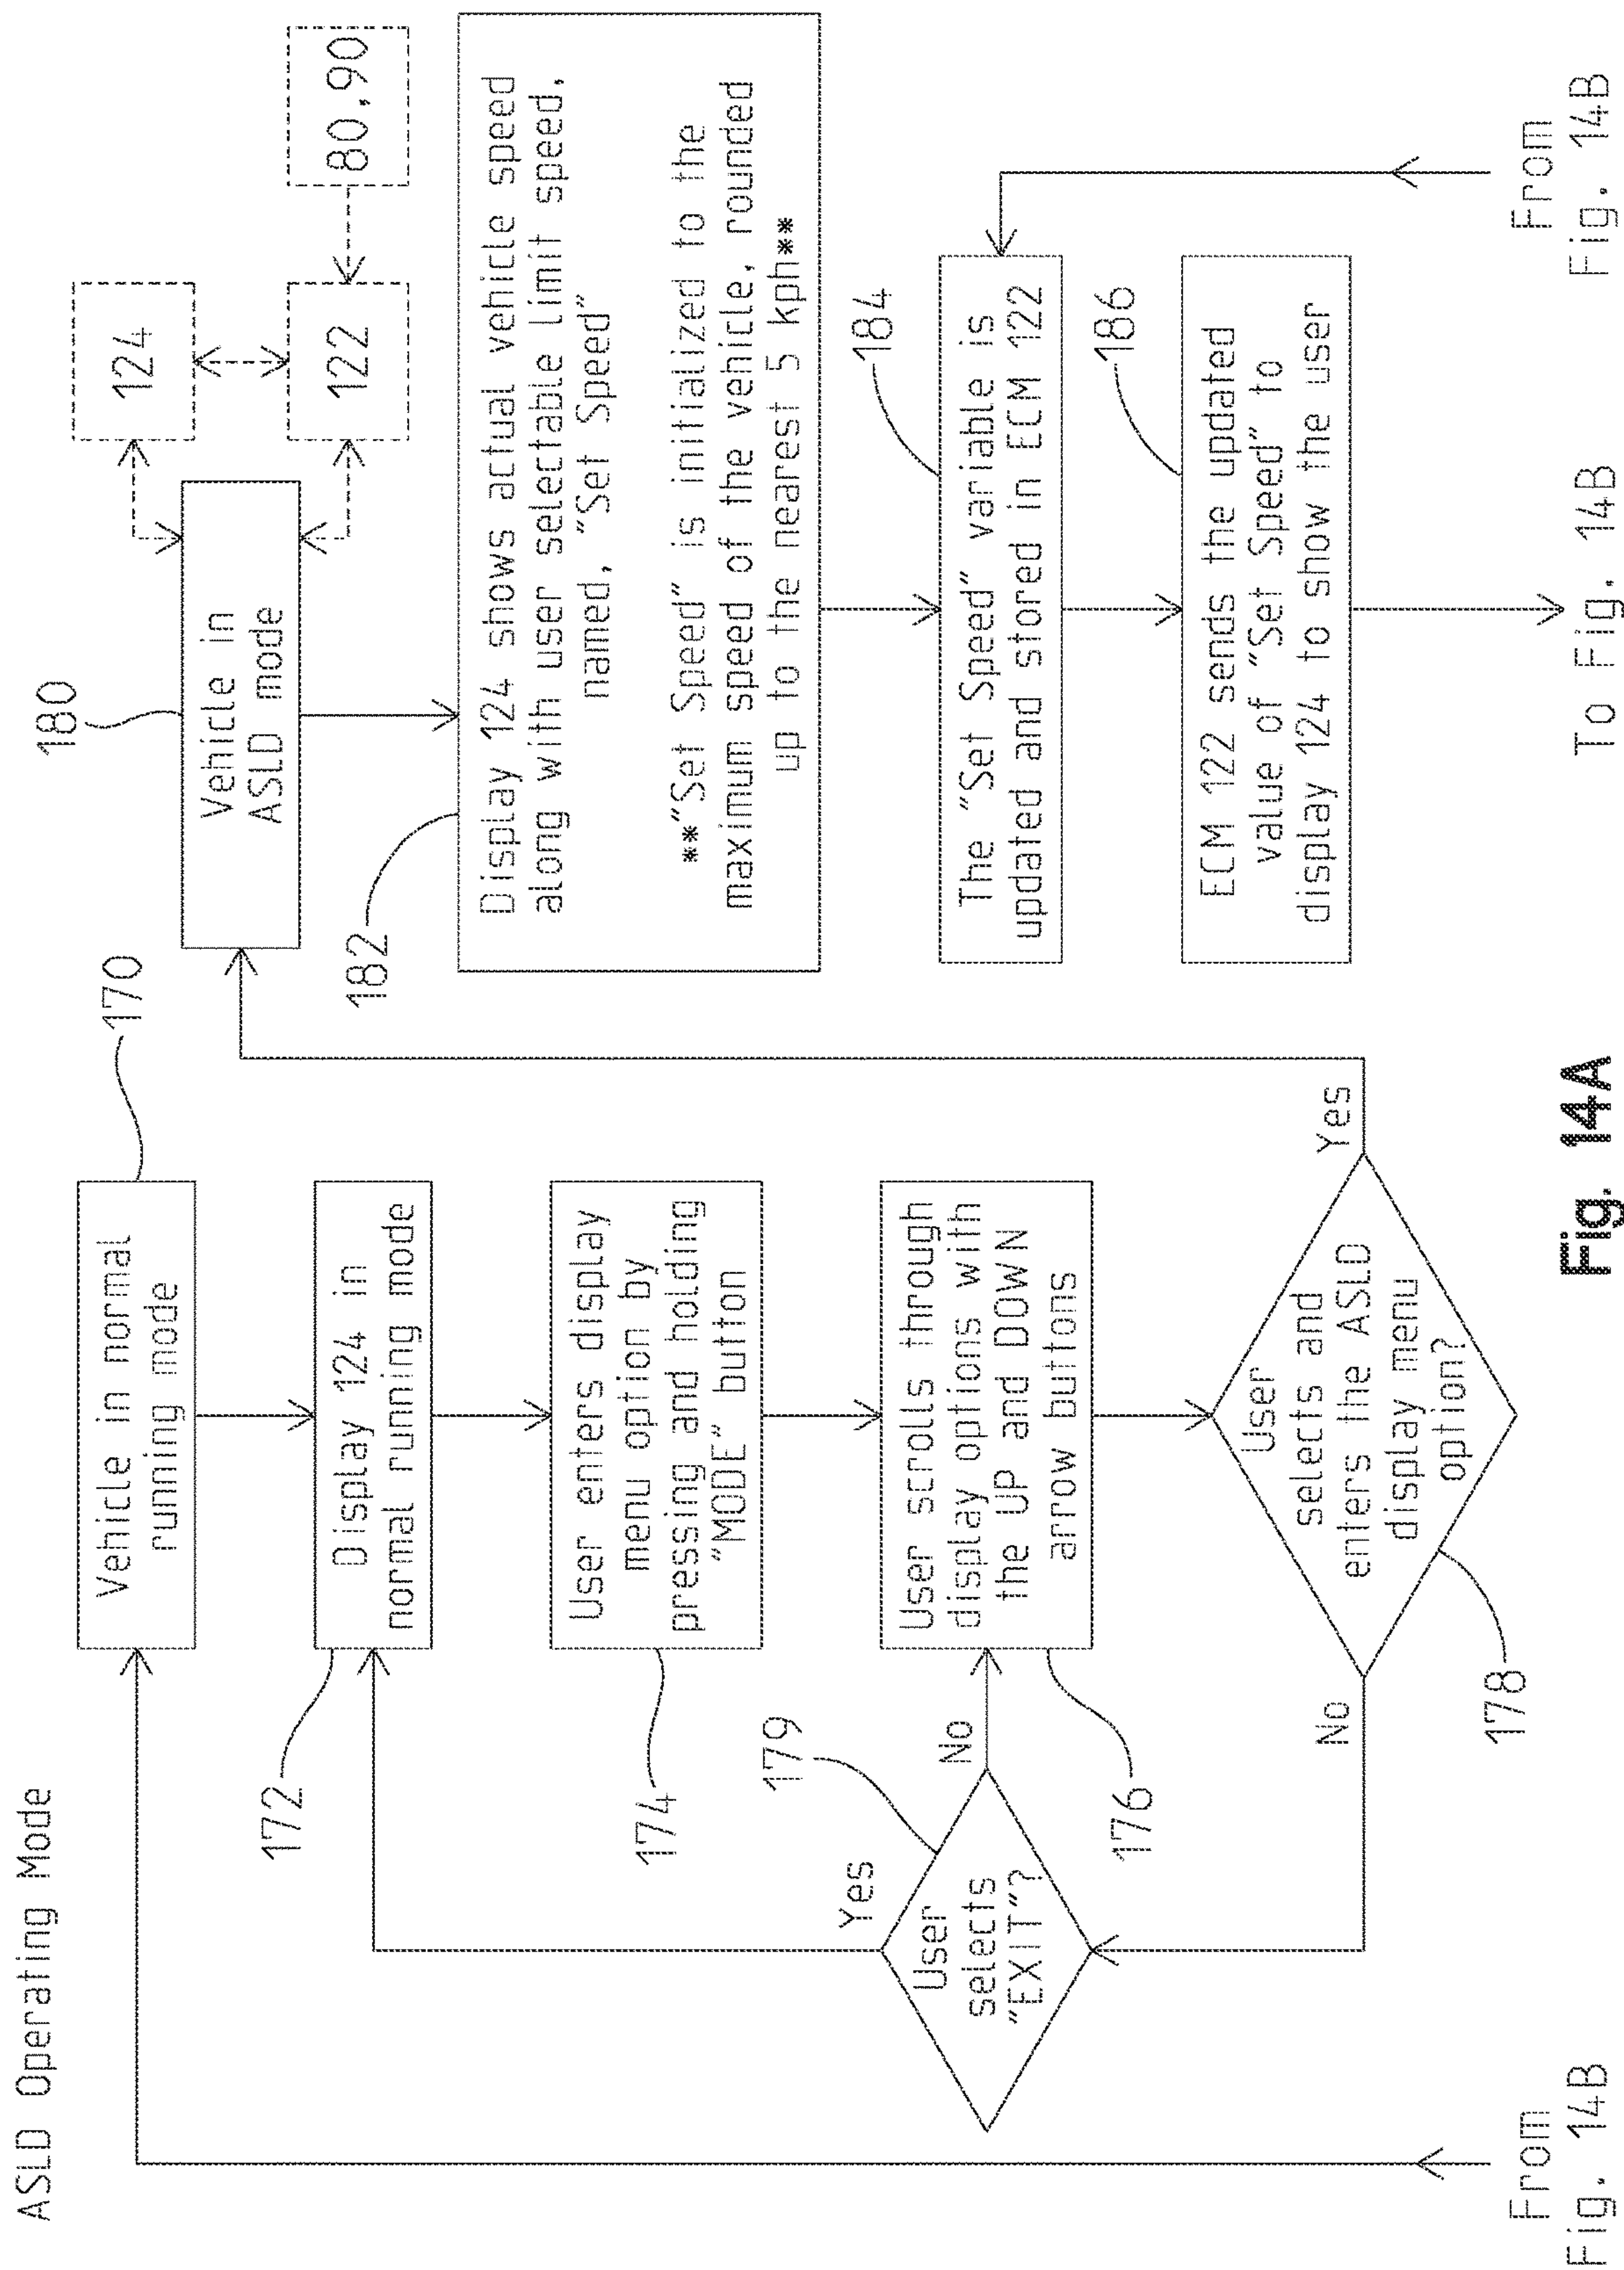 ASLD Operating Mode
170
Vehicle in normal
running mode
172
Display 124 in
normal running mode
174
User enders display
menu option by
pressing and holding
“MODE” button
179
User
selects
“EXIT”?
Yes
No
176
User scrolls through
display options with
the UP and DOWN
arrow buttons
178
User
selects and
enters the ASLD
display menu
option?
No
Yes
From
Fig. 14B
180
Vehicle in
ASLD mode
124
122
80,90
182
Display 124 shows actual vehicle speed
along with user selectable limit speed,
named, “Set Speed”
**“Set Speed” is initialized to the
maximum speed of the vehicle, rounded
up to the nearest 5 kph**
184
The “Set Speed” variable is
updated and stored in ECM 122
186
ECM 122 sends the updated
value of “Set Speed” to
display 124 to show the user
To Fig. 14B
From
Fig. 14B
Fig. 14A